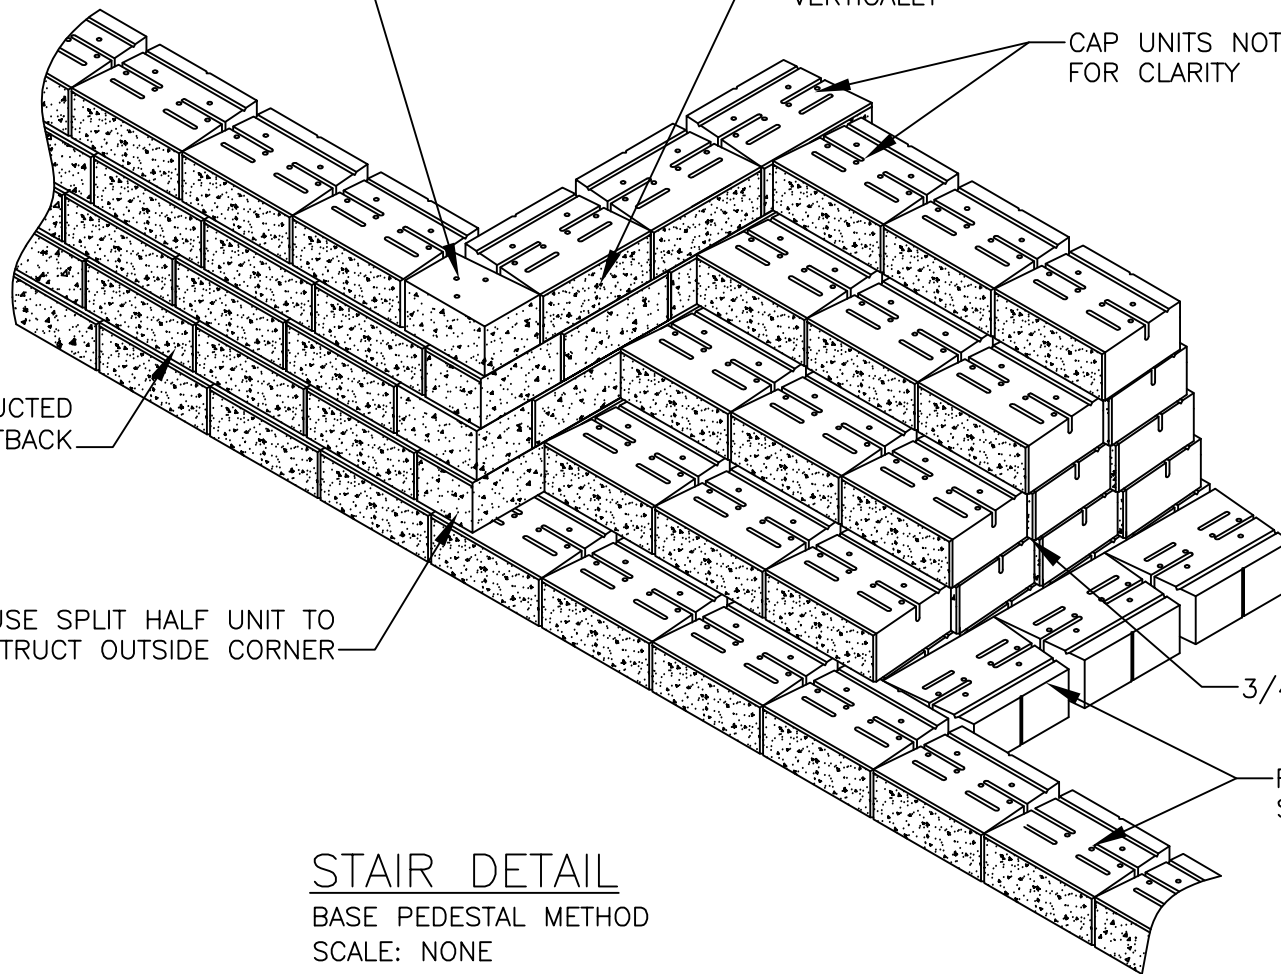 VERTICALLY
CAP UNITS NOT
FOR CLARITY
UCTED
TBACK
USE SPLIT HALF UNIT TO
TRUCT OUTSIDE CORNER
3/4
STAIR DETAIL
BASE PEDESTAL METHOD
SCALE: NONE